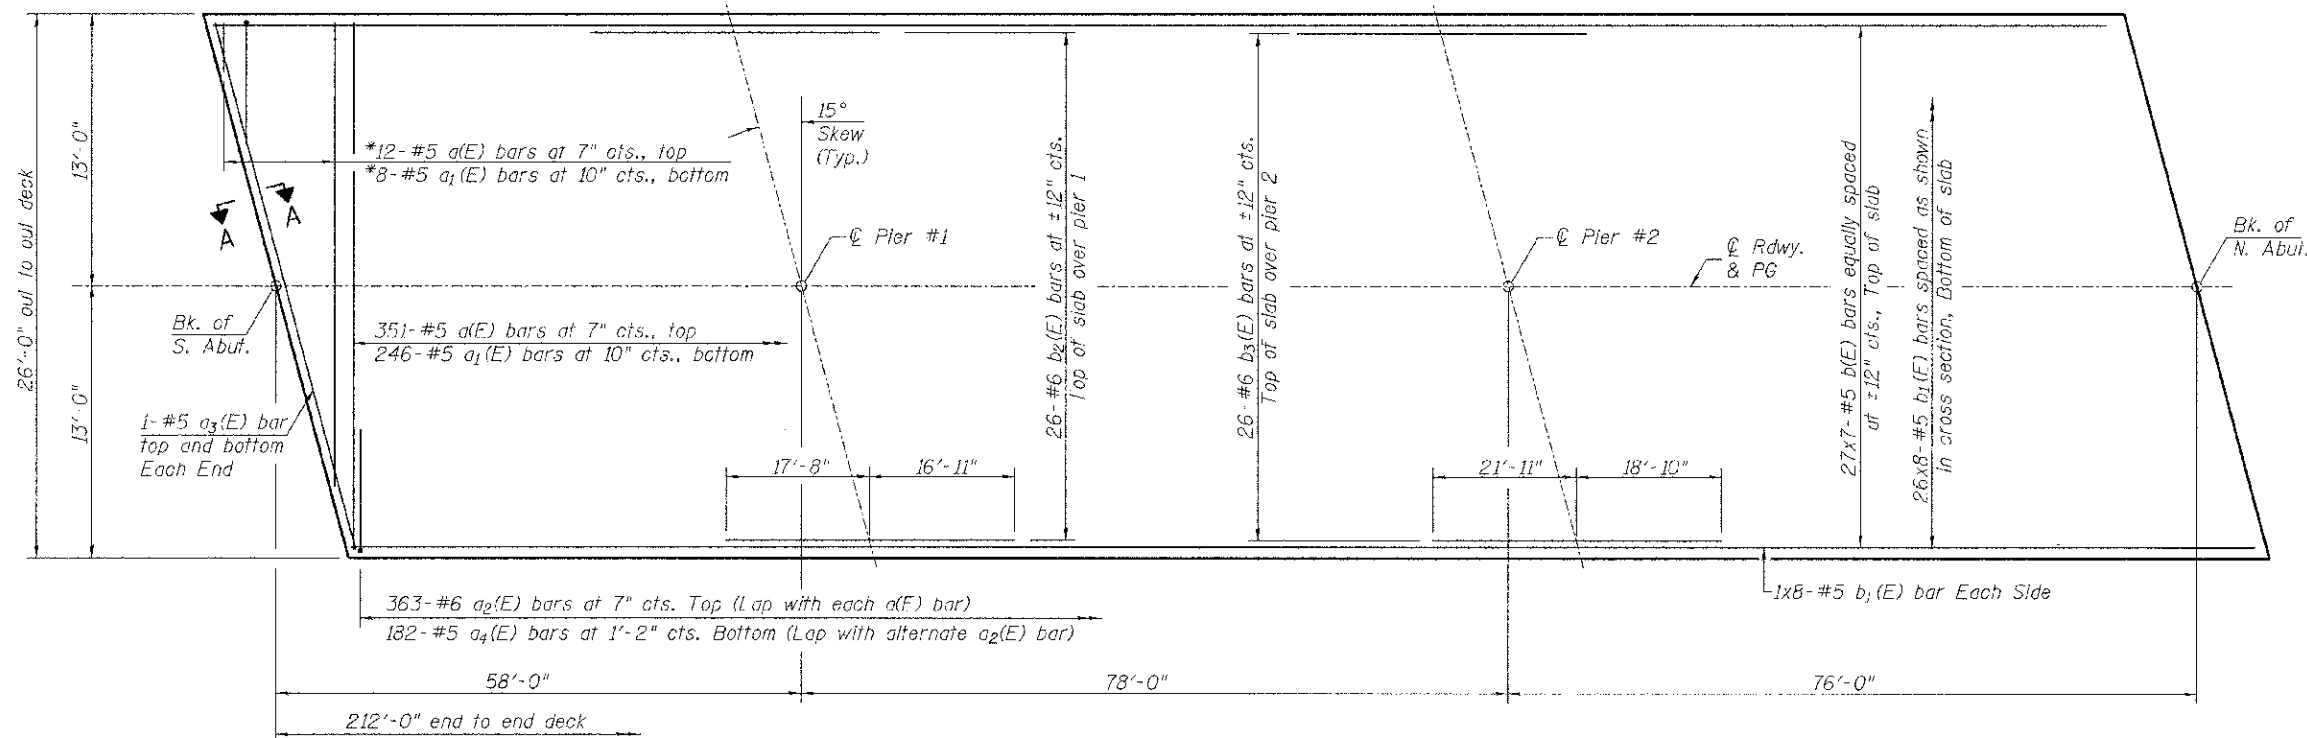 26'-0" out to out deck
13'-0"
13'-0"
*12-#5 a(E) bars at 7" cts., top
*8-#5 a1(E) bars at 10" cts., bottom
15°
Skew
(Typ.)
A
A
℄ Pier #1
℄ Pier #2
℄ Rdwy.
& PG
Bk. of
S. Abut.
Bk. of
N. Abut.
351-#5 a(E) bars at 7" cts., top
246-#5 a1(E) bars at 10" cts., bottom
1-#5 a3(E) bar
top and bottom
Each End
26-#6 b2(E) bars at ±12" cts.
Top of slab over pier 1
26-#6 b3(E) bars at ±12" cts.
Top of slab over pier 2
27x7-#5 b(E) bars equally spaced
at ±12" cts., Top of slab
26x8-#5 b1(E) bars spaced as shown
in cross section, Bottom of slab
17'-8"
16'-11"
21'-11"
18'-10"
1x8-#5 b1(E) bar Each Side
363-#6 a2(E) bars at 7" cts. Top (Lap with each a(E) bar)
182-#5 a4(E) bars at 1'-2" cts. Bottom (Lap with alternate a2(E) bar)
58'-0"
78'-0"
76'-0"
212'-0" end to end deck